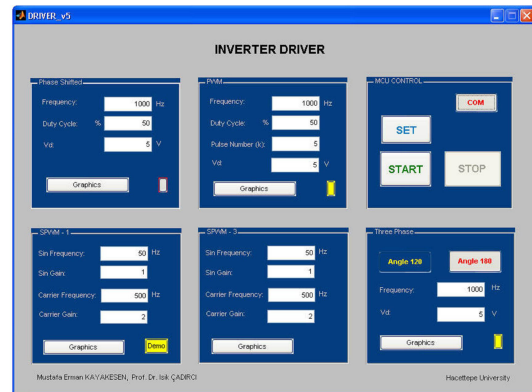 DRIVER_v5
INVERTER DRIVER
Phase Shifted
Frequency: 1000 Hz
Duty Cycle: % 50
Vd: 5 V
Graphics
PWM
Frequency: 1000 Hz
Duty Cycle: % 50
Pulse Number (k): 5
Vd: 5 V
Graphics
MCU CONTROL
COM
SET
START STOP
SPWM - 1
Sin Frequency: 50 Hz
Sin Gain: 1
Carrier Frequency: 500 Hz
Carrier Gain: 2
Graphics Demo
SPWM - 3
Sin Frequency: 50 Hz
Sin Gain: 1
Carrier Frequency: 500 Hz
Carrier Gain: 2
Graphics
Three Phase
Angle 120 Angle 180
Frequency: 1000 Hz
Vd: 5 V
Graphics
Mustafa Erman KAYAKESEN, Prof. Dr. Isik ÇADIRCI
Hacettepe University